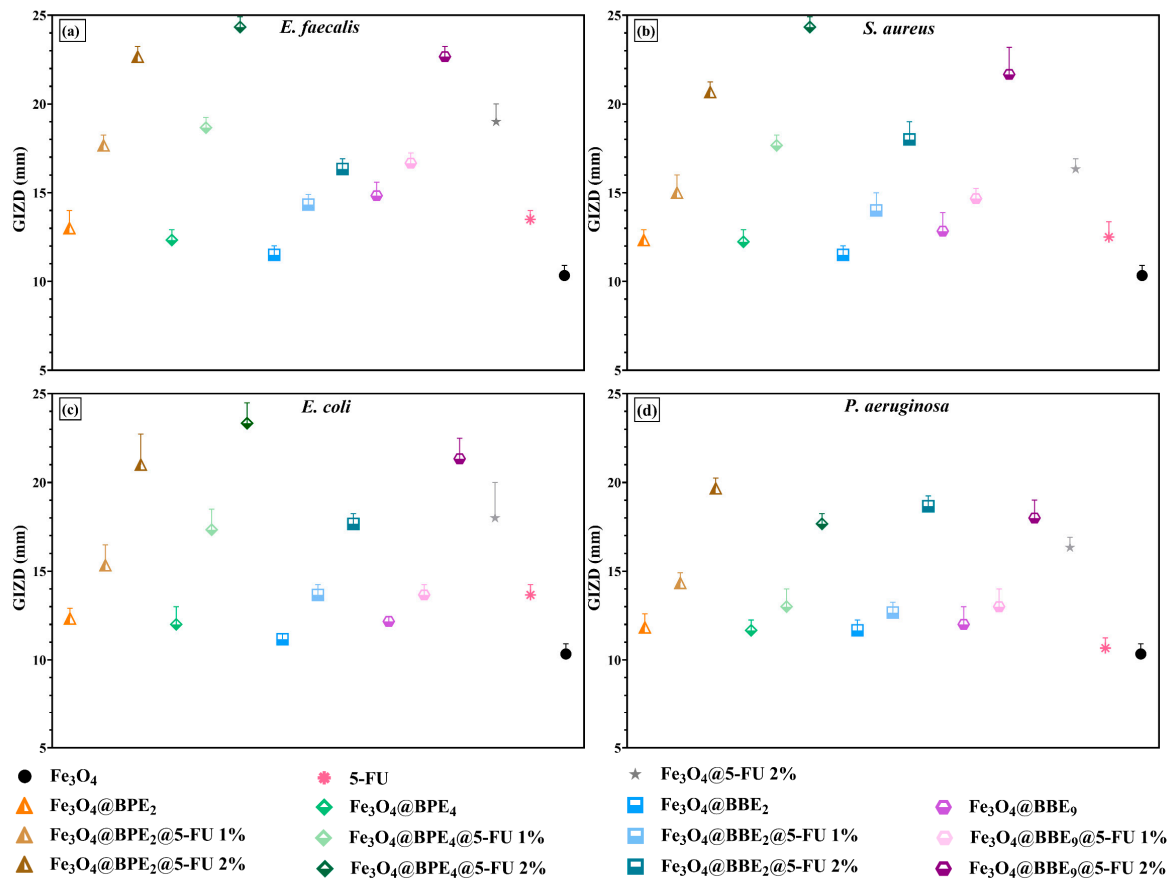 (a) E. faecalis
25
20
15
10
5
GIZD (mm)
(b) S. aureus
25
20
15
10
5
GIZD (mm)
(c) E. coli
25
20
15
10
5
GIZD (mm)
(d) P. aeruginosa
25
20
15
10
5
GIZD (mm)
Fe₃O₄
Fe₃O₄@BPE₂
Fe₃O₄@BPE₂@5-FU 1%
Fe₃O₄@BPE₂@5-FU 2%
5-FU
Fe₃O₄@BPE₄
Fe₃O₄@BPE₄@5-FU 1%
Fe₃O₄@BPE₄@5-FU 2%
Fe₃O₄@5-FU 2%
Fe₃O₄@BBE₂
Fe₃O₄@BBE₂@5-FU 1%
Fe₃O₄@BBE₂@5-FU 2%
Fe₃O₄@BBE₉
Fe₃O₄@BBE₉@5-FU 1%
Fe₃O₄@BBE₉@5-FU 2%